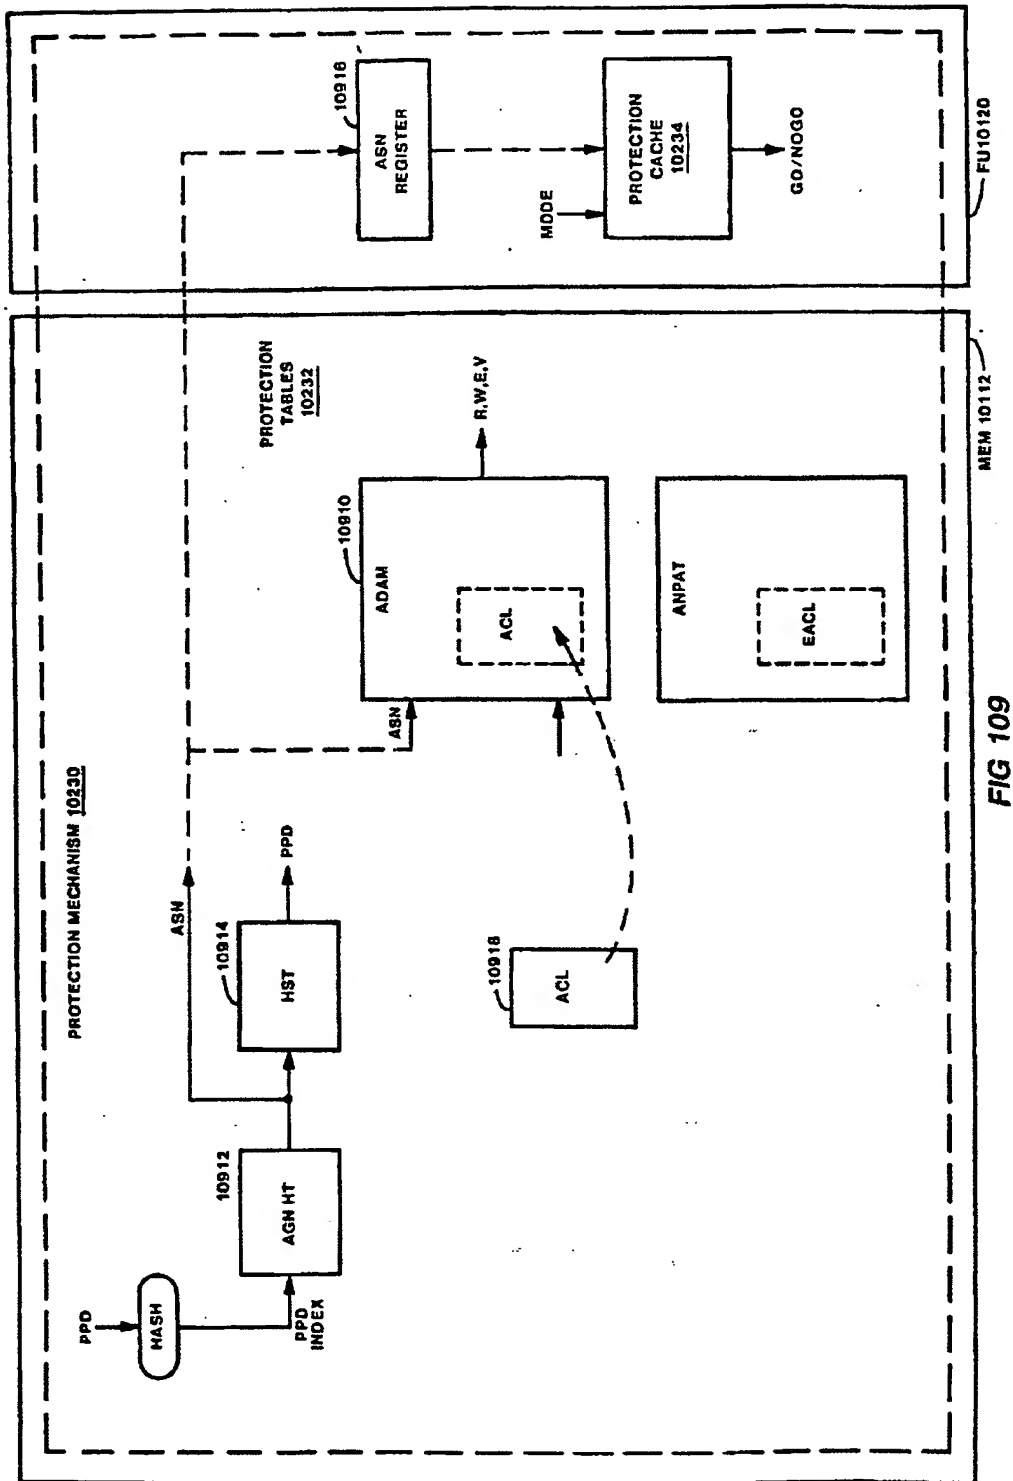 PROTECTION MECHANISM 10230
PPD
HASH
PPD
INDEX
10912
AGN HT
ASN
10914
HST
PPD
10918
ACL
PROTECTION
TABLES
10232
10910
ADAM
ASN
ACL
R,W,E,V
ANPAT
EACL
MEM 10112
10916
ASN
REGISTER
MODE
PROTECTION
CACHE
10234
GO/NOGO
FU10120
FIG 109